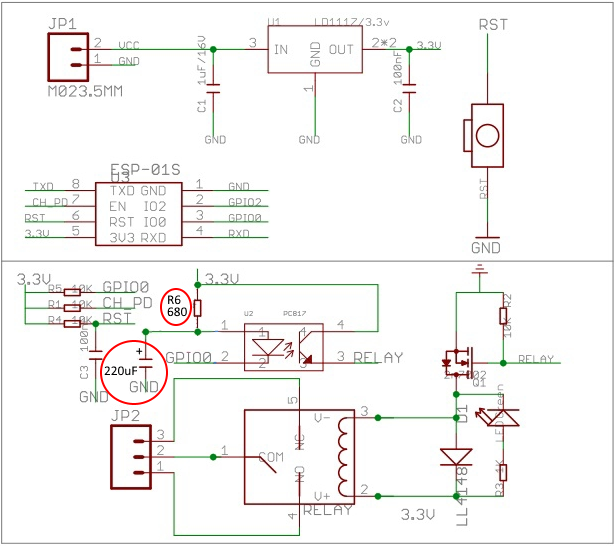 JP1
2 VCC
1 GND
M023.5MM
1uF/16V
C1
GND
U1 LD1117/3.3v
3 IN OUT 2*2 3.3V
GND
1
GND
100nF
C2
GND
RST
RST
GND
ESP-01S
U3
TXD 8 TXD GND 1 GND
CH_PD 7 EN IO2 2 GPIO2
RST 6 RST IO0 3 GPIO0
3.3V 5 3V3 RXD 4 RXD
3.3V
R5 10K GPIO0
R1 10K CH_PD
R4 10K RST
100n
C3
GND
R6
680
3.3V
+
220uF
GND
U2 PC817
1 4
GPIO0 2 3 RELAY
R2
10K
RELAY
Q1
JP2
3
2
1
1 COM
5
NC
NO
4
V- 3
V+ 2
RELAY
3.3V
D1
LL4148
LED Green
R3 1K